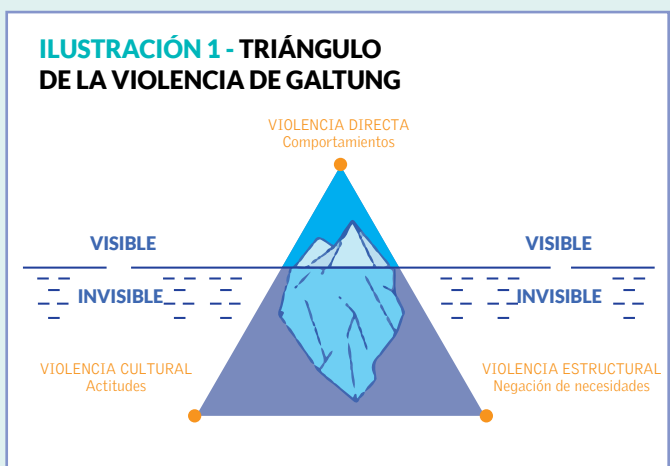 ILUSTRACIÓN 1 - TRIÁNGULO
DE LA VIOLENCIA DE GALTUNG
VIOLENCIA DIRECTA
Comportamientos
VISIBLE
VISIBLE
INVISIBLE
INVISIBLE
VIOLENCIA CULTURAL
Actitudes
VIOLENCIA ESTRUCTURAL
Negación de necesidades